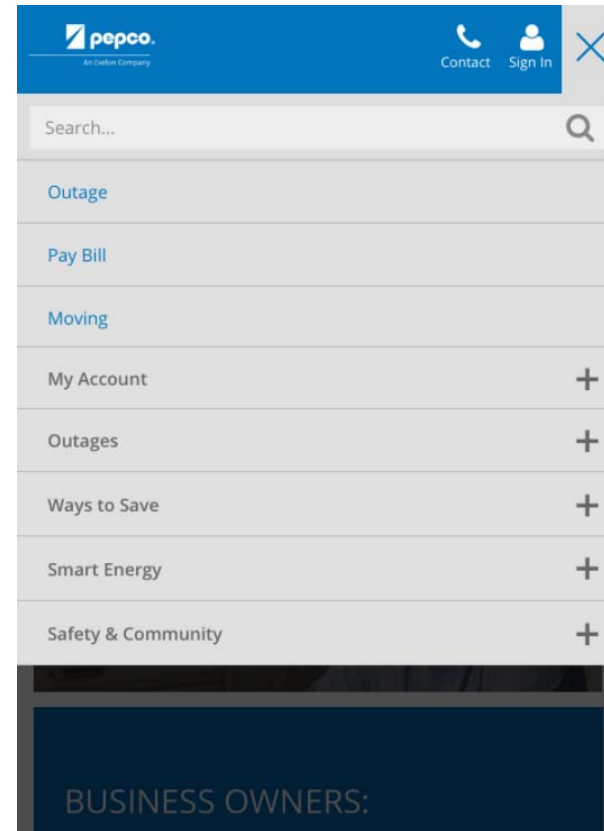 pepco.
An Exelon Company
Contact Sign In
Search...
Outage
Pay Bill
Moving
My Account
Outages
Ways to Save
Smart Energy
Safety & Community
BUSINESS OWNERS: